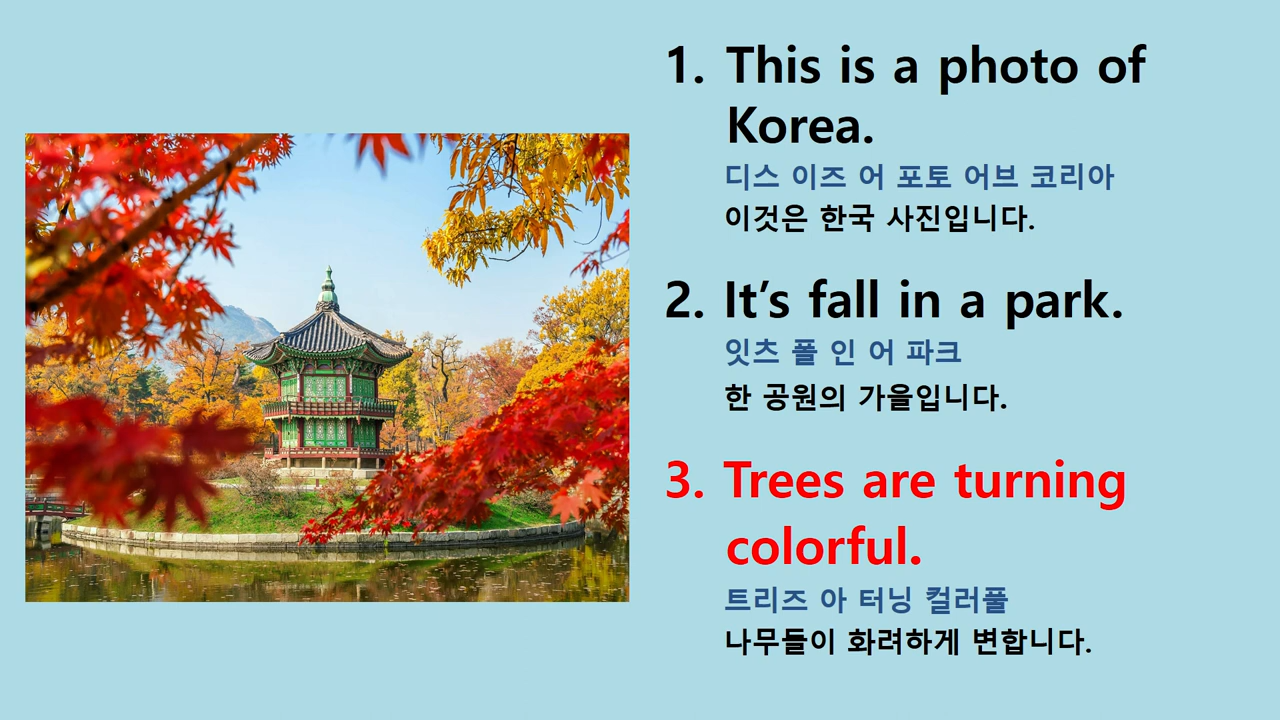 1. This is a photo of
Korea.
디스 이즈 어 포토 어브 코리아
이것은 한국 사진입니다.
2. It’s fall in a park.
잇츠 폴 인 어 파크
한 공원의 가을입니다.
3. Trees are turning
colorful.
트리즈 아 터닝 컬러풀
나무들이 화려하게 변합니다.